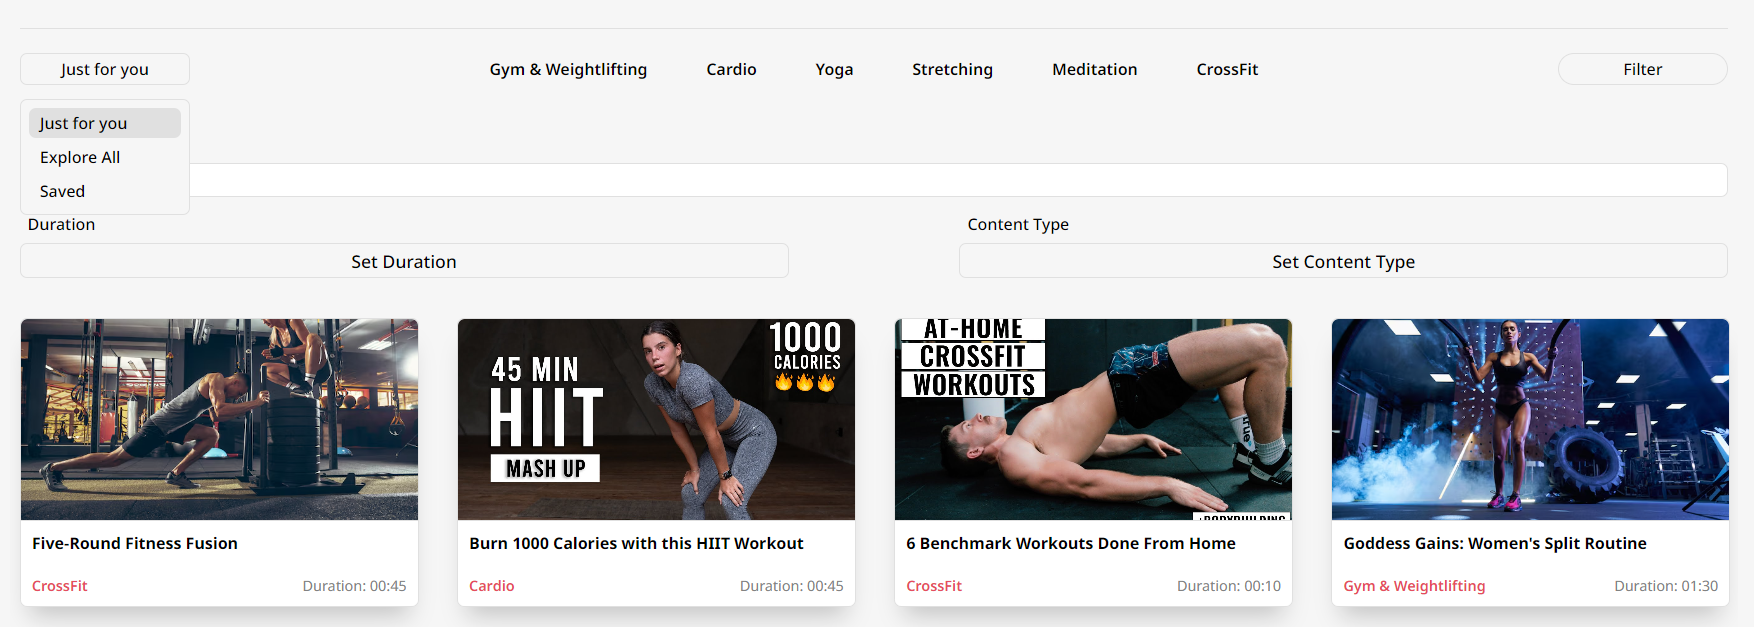 Just for you
Gym & Weightlifting
Cardio
Yoga
Stretching
Meditation
CrossFit
Filter
Just for you
Explore All
Saved
Duration
Content Type
Set Duration
Set Content Type
45 MIN
HIIT
MASH UP
1000
CALORIES
AT-HOME
CROSSFIT
WORKOUTS
true
+BODYBUILDING
Five-Round Fitness Fusion
CrossFit
Duration: 00:45
Burn 1000 Calories with this HIIT Workout
Cardio
Duration: 00:45
6 Benchmark Workouts Done From Home
CrossFit
Duration: 00:10
Goddess Gains: Women's Split Routine
Gym & Weightlifting
Duration: 01:30